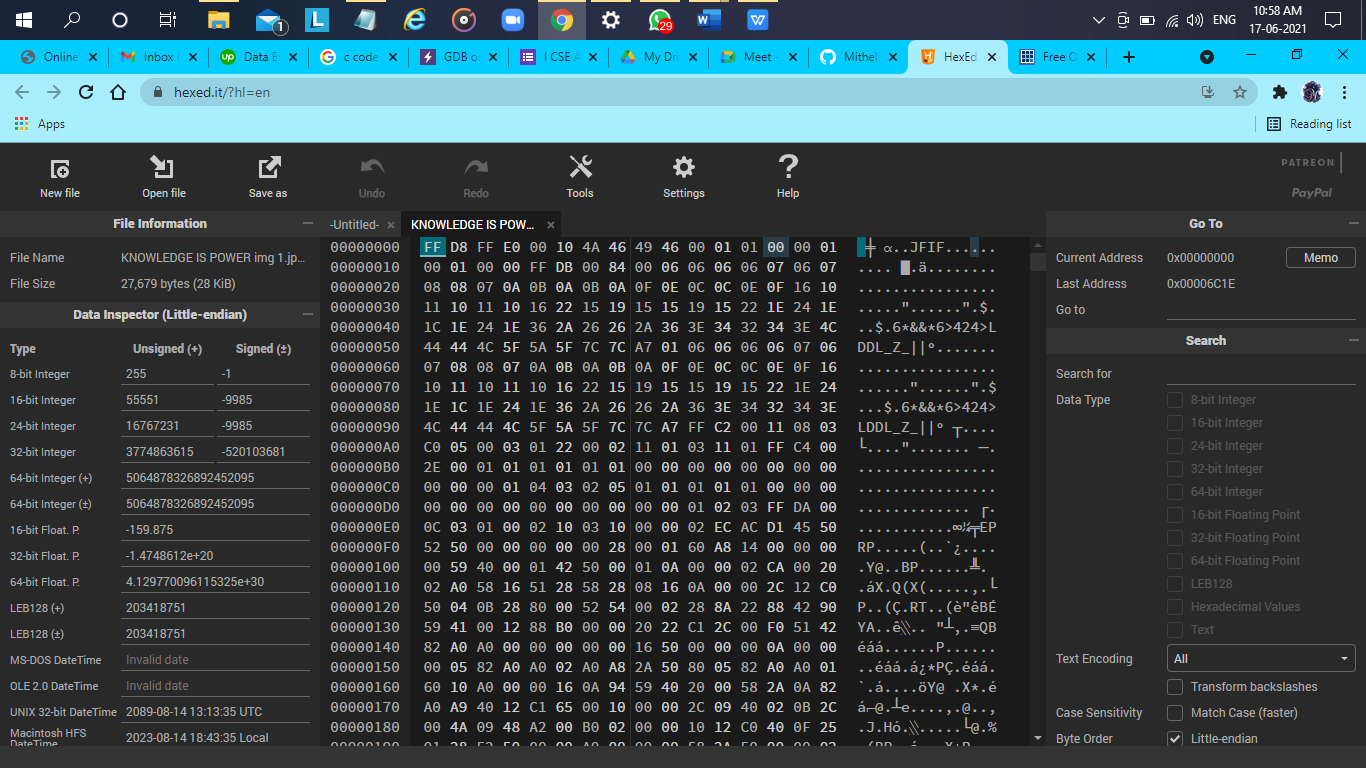 10:58 AM
ENG
17-06-2021
1
29
Online
Inbox (
Data E
c code
GDB o
I CSE A
My Dri
Meet -
Mithel
HexEd
Free O
hexed.it/?hl=en
Apps
Reading list
New file
Open file
Save as
Undo
Redo
Tools
Settings
Help
PATREON
PayPal
File Information
-Untitled-
KNOWLEDGE IS POW...
Go To
File Name KNOWLEDGE IS POWER img 1.jp...
File Size 27,679 bytes (28 KiB)
Data Inspector (Little-endian)
Type Unsigned (+) Signed (±)
8-bit Integer 255 -1
16-bit Integer 55551 -9985
24-bit Integer 16767231 -9985
32-bit Integer 3774863615 -520103681
64-bit Integer (+) 5064878326892452095
64-bit Integer (±) 5064878326892452095
16-bit Float. P. -159.875
32-bit Float. P. -1.4748612e+20
64-bit Float. P. 4.129770096115325e+30
LEB128 (+) 203418751
LEB128 (±) 203418751
MS-DOS DateTime Invalid date
OLE 2.0 DateTime Invalid date
UNIX 32-bit DateTime 2089-08-14 13:13:35 UTC
Macintosh HFS DateTime 2023-08-14 18:43:35 Local
00000000 FF D8 FF E0 00 10 4A 46 49 46 00 01 01 00 00 01
00000010 00 01 00 00 FF DB 00 84 00 06 06 06 06 07 06 07
00000020 08 08 07 0A 0B 0A 0B 0A 0F 0E 0C 0C 0E 0F 16 10
00000030 11 10 11 10 16 22 15 19 15 15 19 15 22 1E 24 1E
00000040 1C 1E 24 1E 36 2A 26 26 2A 36 3E 34 32 34 3E 4C
00000050 44 44 4C 5F 5A 5F 7C 7C A7 01 06 06 06 06 07 06
00000060 07 08 08 07 0A 0B 0A 0B 0A 0F 0E 0C 0C 0E 0F 16
00000070 10 11 10 11 10 16 22 15 19 15 15 19 15 22 1E 24
00000080 1E 1C 1E 24 1E 36 2A 26 26 2A 36 3E 34 32 34 3E
00000090 4C 44 44 4C 5F 5A 5F 7C 7C A7 FF C2 00 11 08 03
000000A0 C0 05 00 03 01 22 00 02 11 01 03 11 01 FF C4 00
000000B0 2E 00 01 01 01 01 01 01 00 00 00 00 00 00 00 00
000000C0 00 00 00 01 04 03 02 05 01 01 01 01 01 00 00 00
000000D0 00 00 00 00 00 00 00 00 00 01 02 03 FF DA 00
000000E0 0C 03 01 00 02 10 03 10 00 00 02 EC AC D1 45 50
000000F0 52 50 00 00 00 00 00 28 00 01 60 A8 14 00 00 00
00000100 00 59 40 00 01 42 50 00 01 0A 00 00 02 CA 00 20
00000110 02 A0 58 16 51 28 58 28 08 16 0A 00 00 2C 12 C0
00000120 50 04 0B 28 80 00 52 54 00 02 28 8A 22 88 42 90
00000130 59 41 00 12 88 B0 00 00 20 22 C1 2C 00 F0 51 42
00000140 82 A0 A0 00 00 00 00 00 16 50 00 00 00 0A 00 00
00000150 00 05 82 A0 A0 02 A0 A8 2A 50 80 05 82 A0 A0 01
00000160 60 10 A0 00 00 16 0A 94 59 40 20 00 58 2A 0A 82
00000170 A0 A9 40 12 C1 65 00 10 00 00 2C 09 40 02 0B 2C
00000180 00 4A 09 48 A2 00 B0 02 00 00 10 12 C0 40 0F 25
Current Address 0x00000000 Memo
Last Address 0x00006C1E
Go to
Search
Search for
Data Type 8-bit Integer
16-bit Integer
24-bit Integer
32-bit Integer
64-bit Integer
16-bit Floating Point
32-bit Floating Point
64-bit Floating Point
LEB128
Hexadecimal Values
Text
Text Encoding All
Transform backslashes
Case Sensitivity Match Case (faster)
Byte Order Little-endian